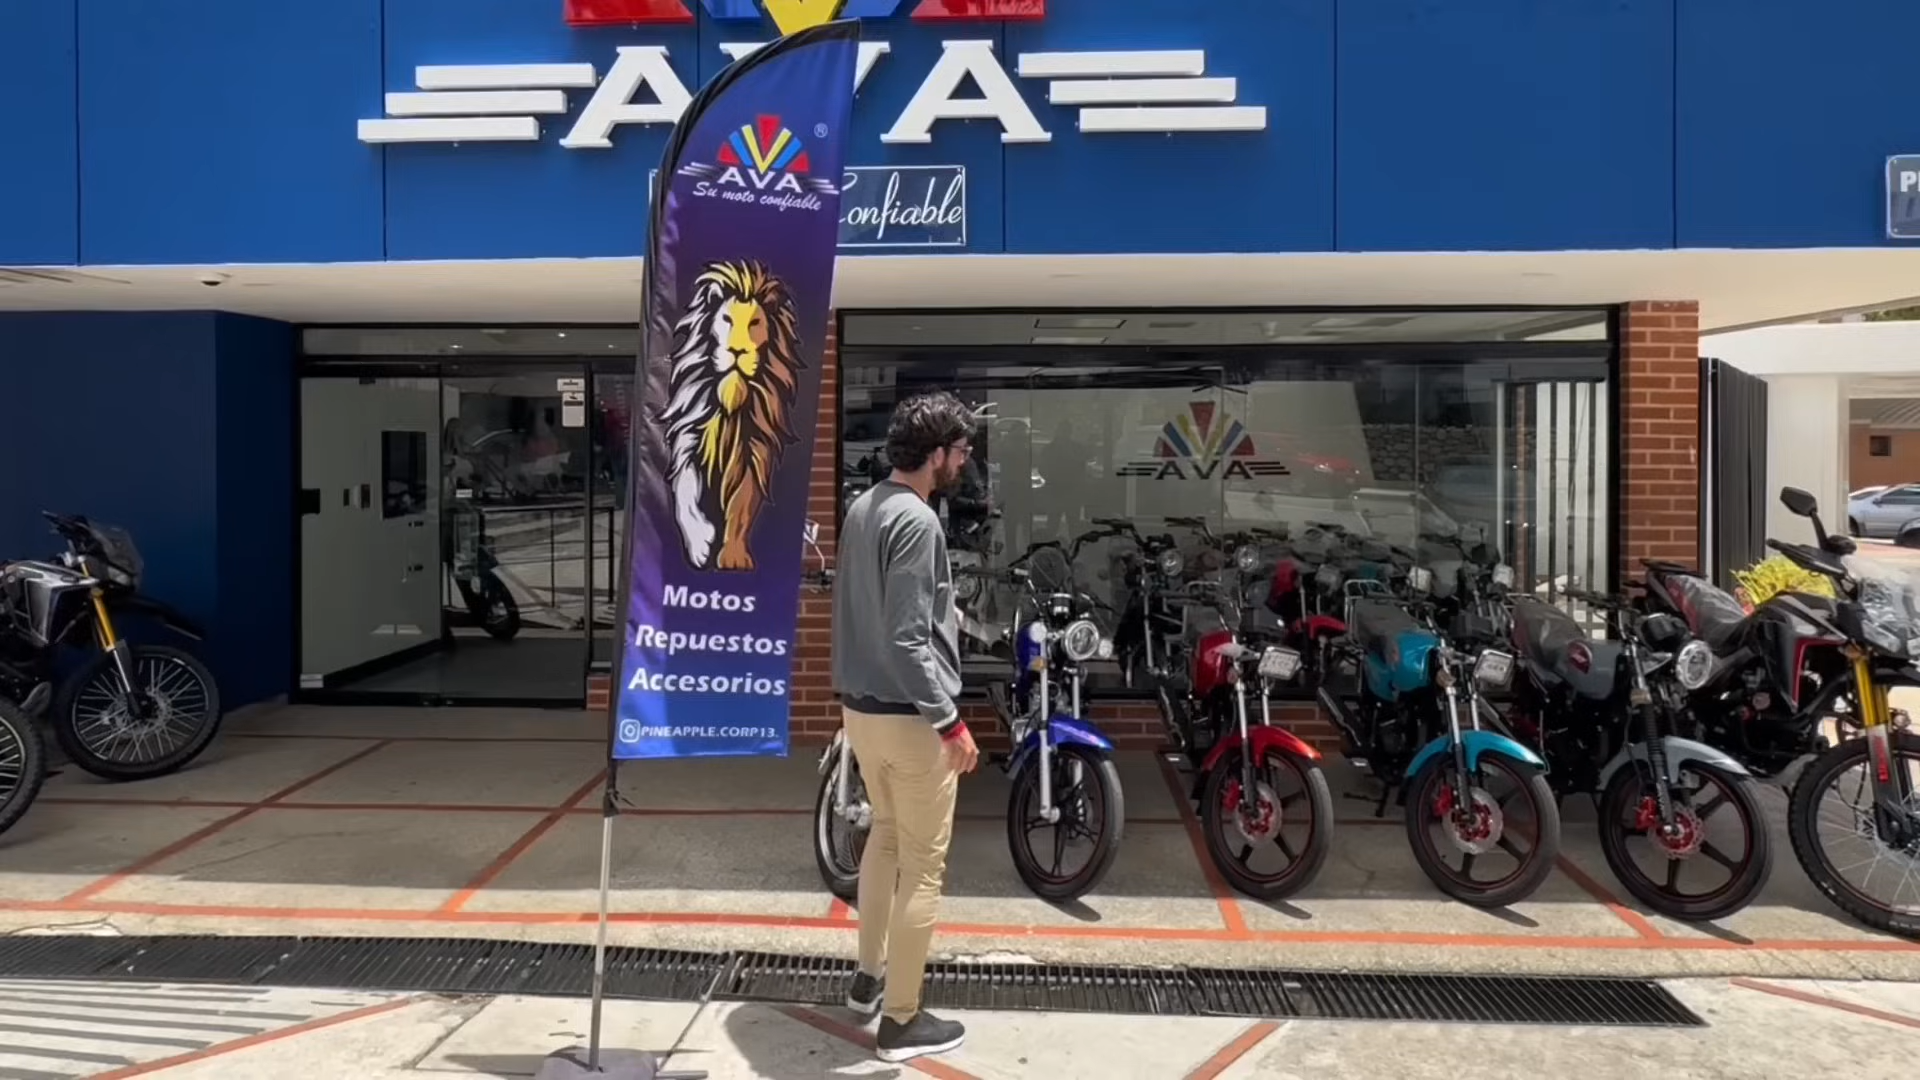 AVA
Confiable
AVA
®
Su moto confiable
Motos
Repuestos
Accesorios
PINEAPPLE.CORP13.
AVA